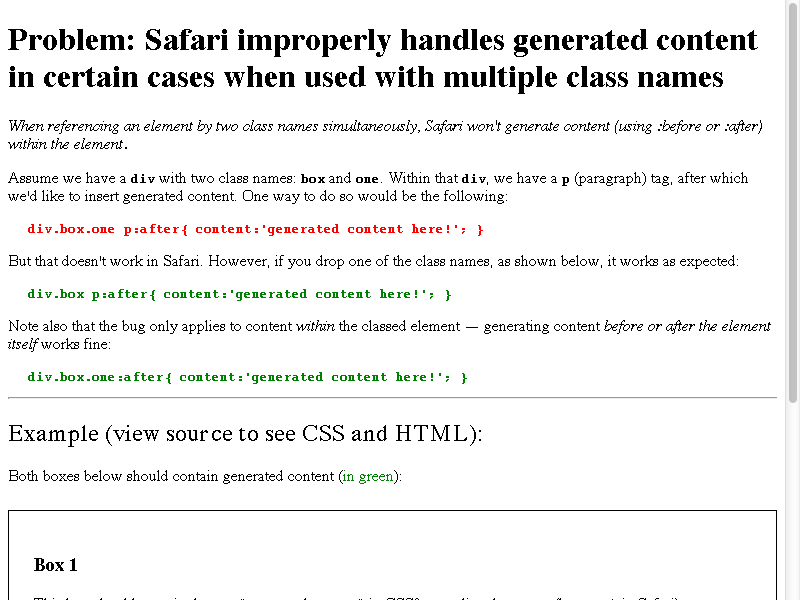 Problem: Safari improperly handles generated content
in certain cases when used with multiple class names
When referencing an element by two class names simultaneously, Safari won't generate content (using :before or :after)
within the element.
Assume we have a div with two class names: box and one. Within that div, we have a p (paragraph) tag, after which
we'd like to insert generated content. One way to do so would be the following:
div.box.one p:after{ content:'generated content here!'; }
But that doesn't work in Safari. However, if you drop one of the class names, as shown below, it works as expected:
div.box p:after{ content:'generated content here!'; }
Note also that the bug only applies to content within the classed element — generating content before or after the element
itself works fine:
div.box.one:after{ content:'generated content here!'; }
Example (view source to see CSS and HTML):
Both boxes below should contain generated content (in green):
Box 1